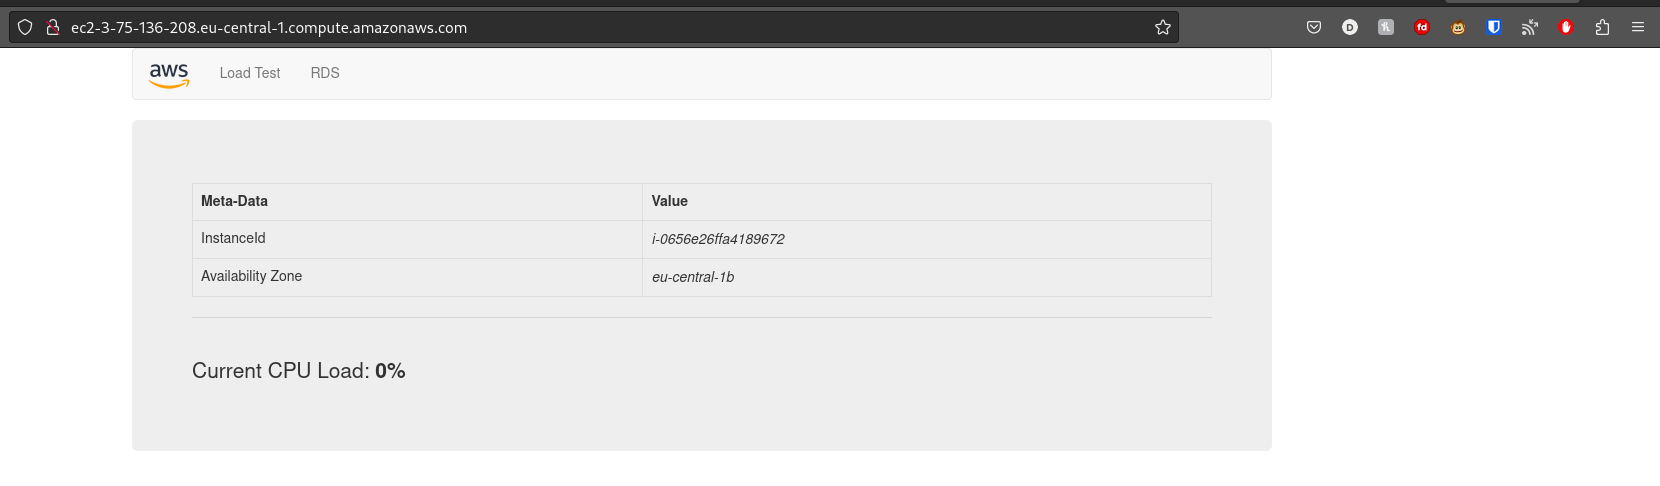 ec2-3-75-136-208.eu-central-1.compute.amazonaws.com
aws Load Test RDS
Meta-Data Value
InstanceId i-0656e26ffa4189672
Availability Zone eu-central-1b
Current CPU Load: 0%